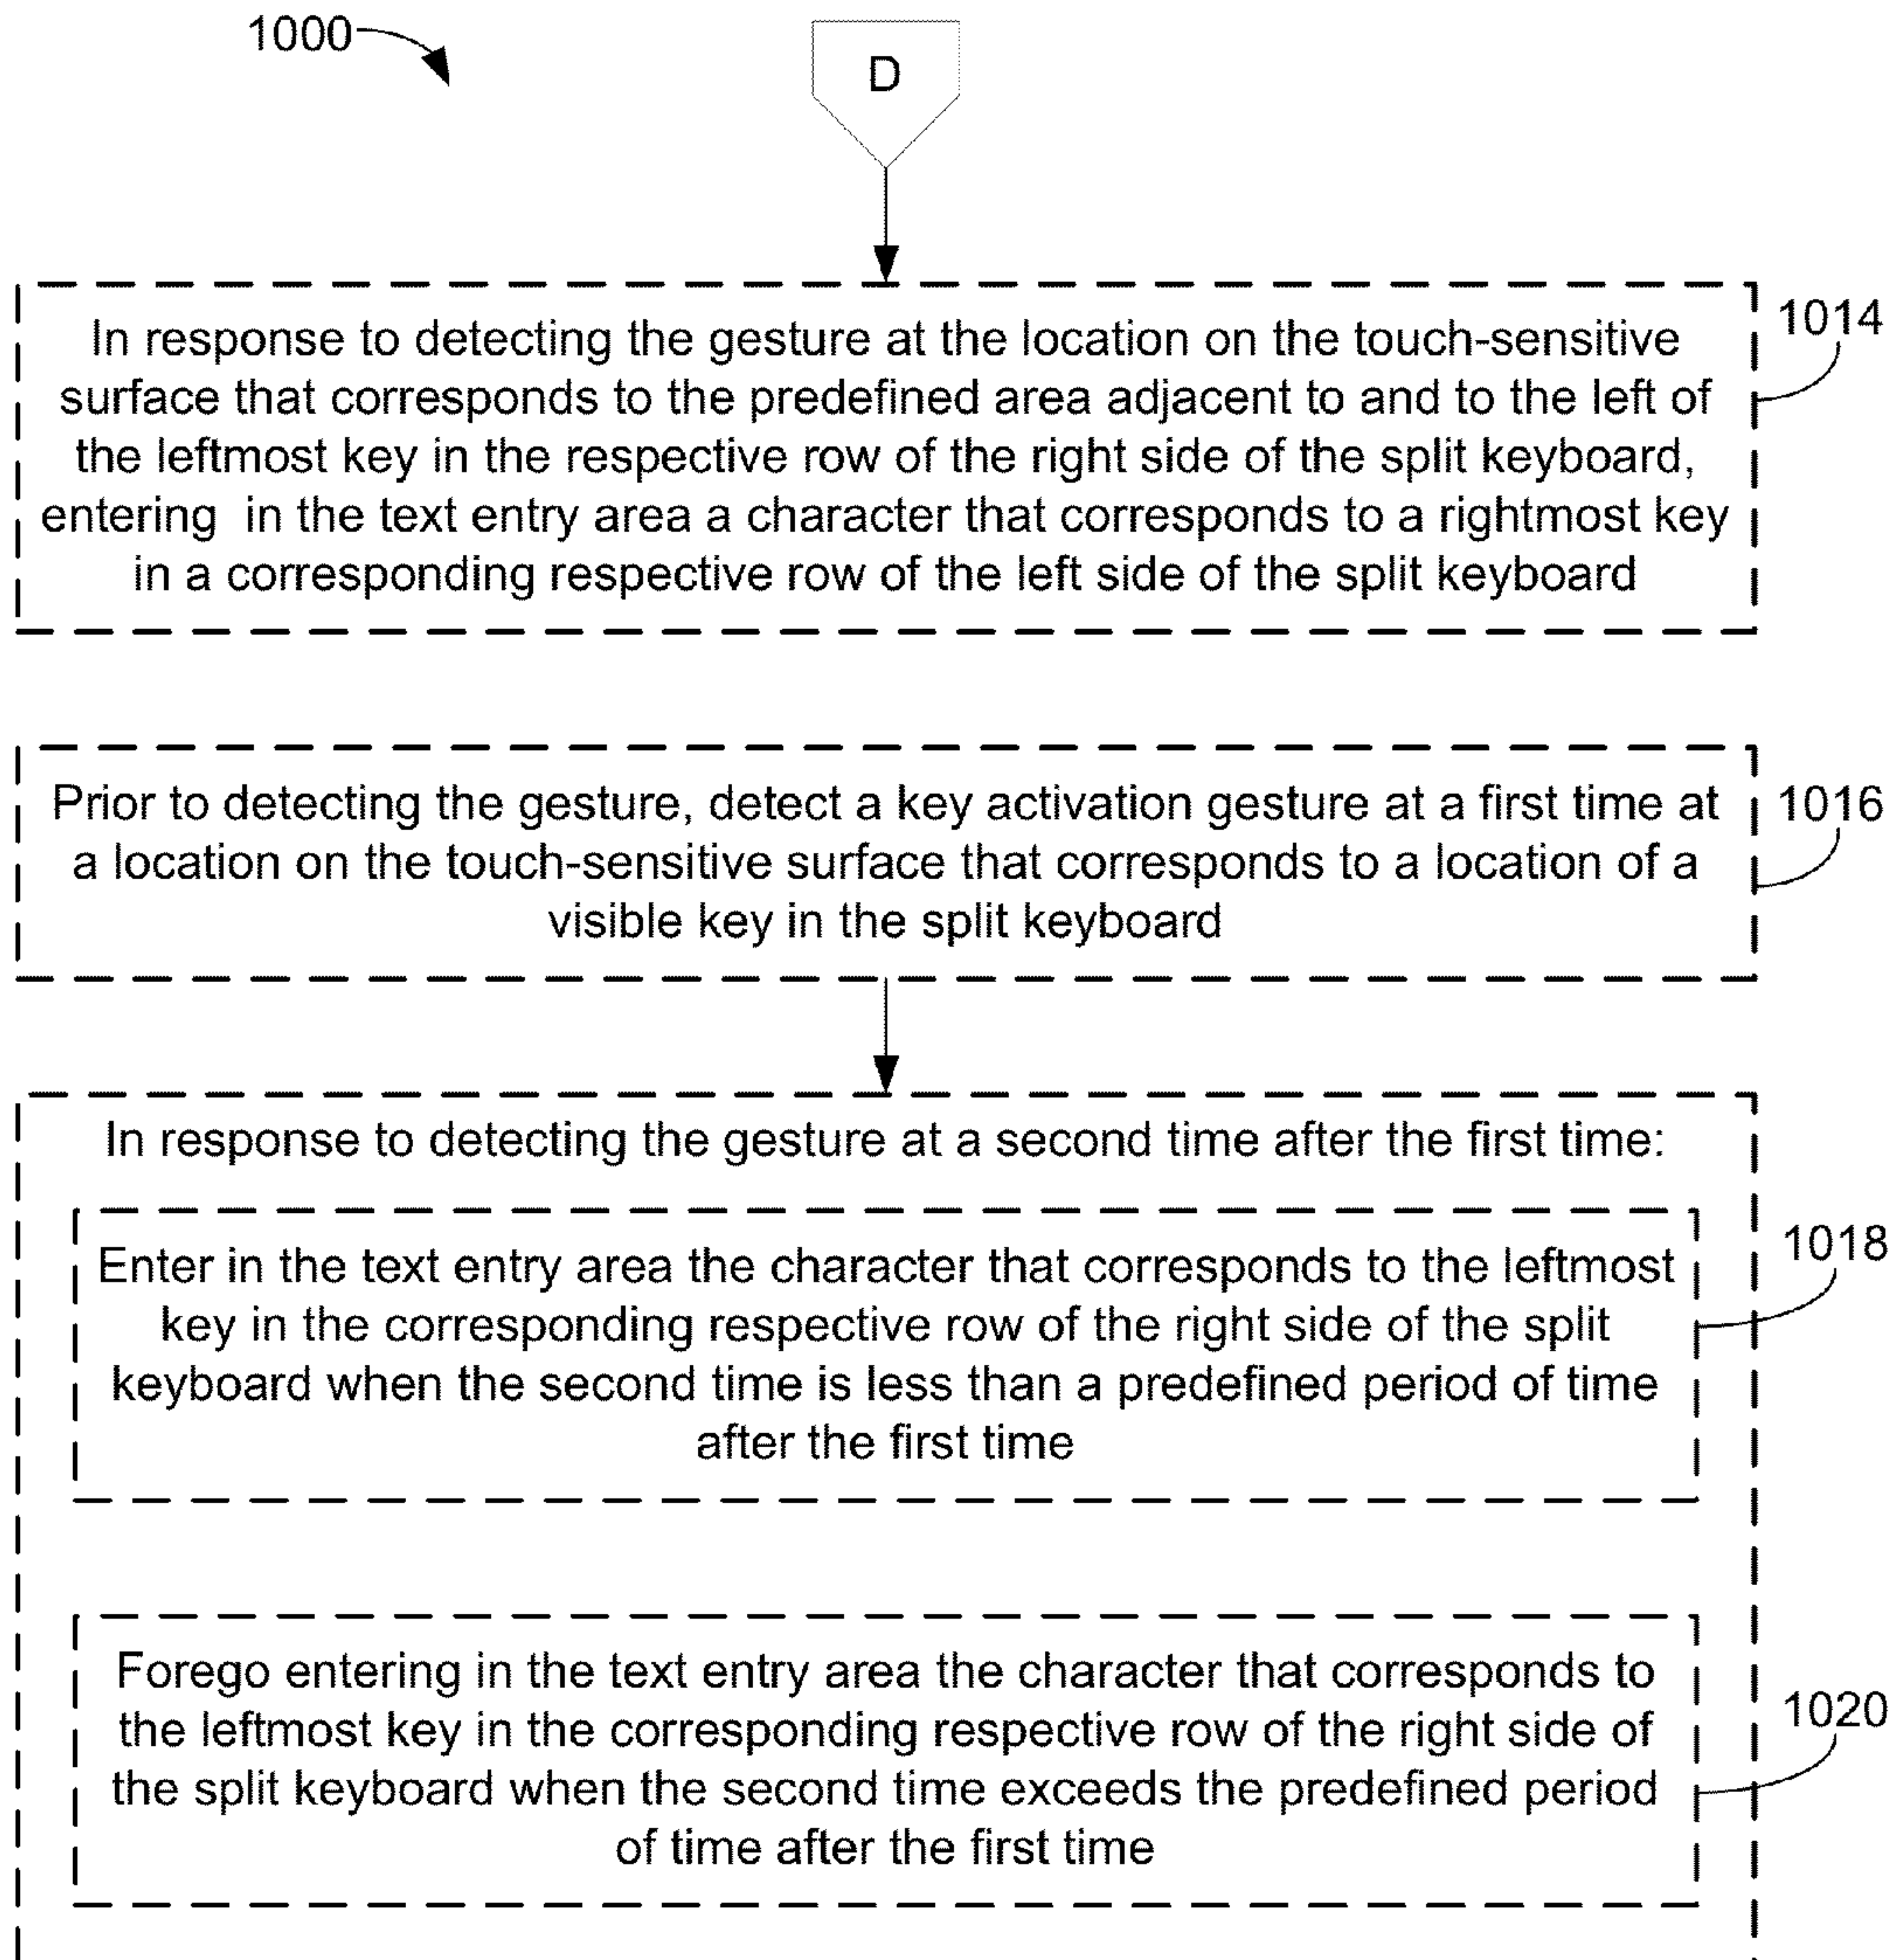 1000
D
In response to detecting the gesture at the location on the touch-sensitive
surface that corresponds to the predefined area adjacent to and to the left of
the leftmost key in the respective row of the right side of the split keyboard,
entering in the text entry area a character that corresponds to a rightmost key
in a corresponding respective row of the left side of the split keyboard
1014
Prior to detecting the gesture, detect a key activation gesture at a first time at
a location on the touch-sensitive surface that corresponds to a location of a
visible key in the split keyboard
1016
In response to detecting the gesture at a second time after the first time:
Enter in the text entry area the character that corresponds to the leftmost
key in the corresponding respective row of the right side of the split
keyboard when the second time is less than a predefined period of time
after the first time
1018
Forego entering in the text entry area the character that corresponds to
the leftmost key in the corresponding respective row of the right side of
the split keyboard when the second time exceeds the predefined period
of time after the first time
1020